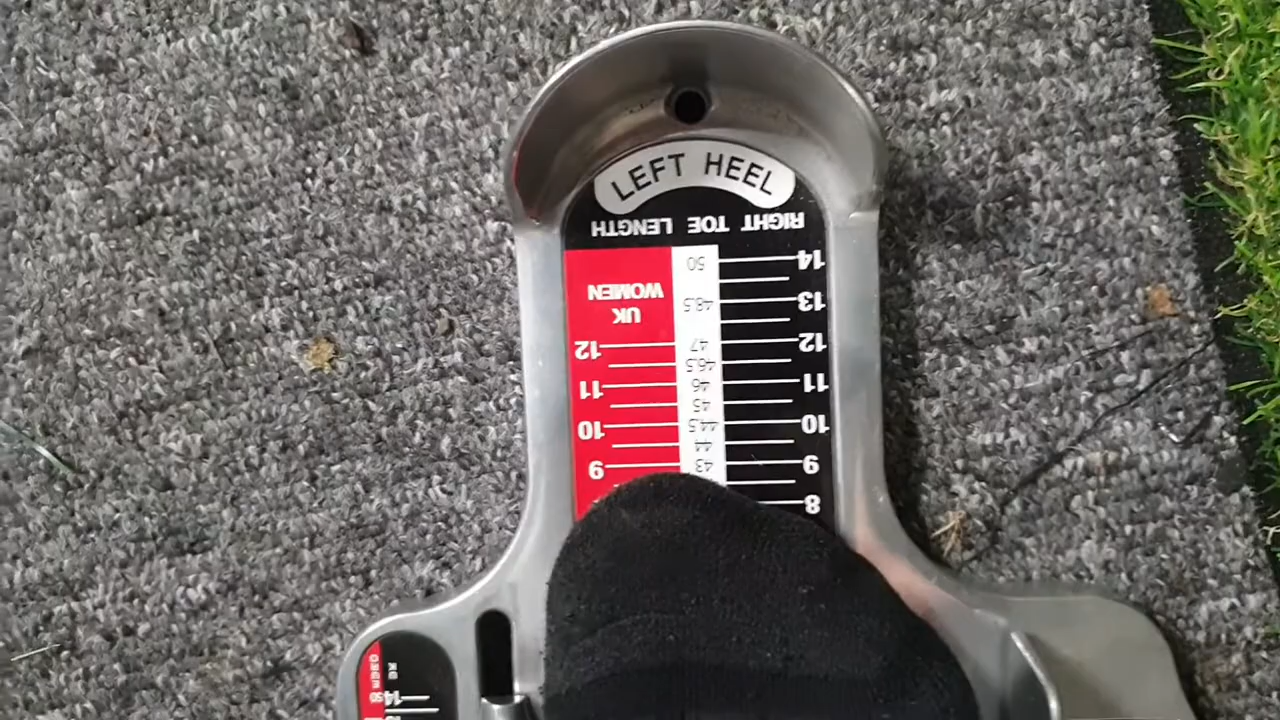 LEFT HEEL
RIGHT TOE LENGTH
14 50
13 48.5 UK WOMEN
12 47 12
46.5
11 46 11
45
10 44.5 10
44
9 43 9
8
14